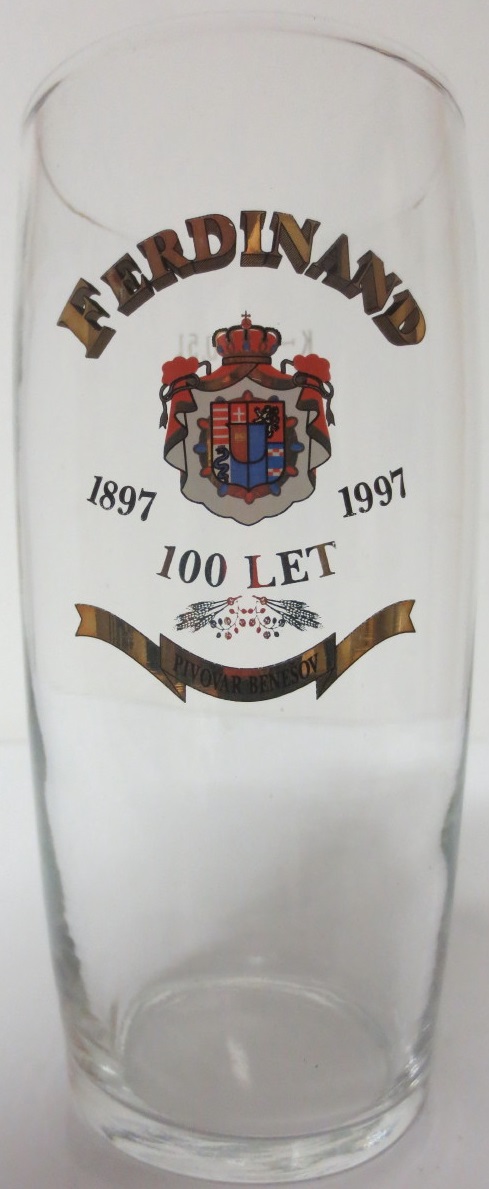 FERDINAND
1897 1997
100 LET
PIVOVAR BENEŠOV